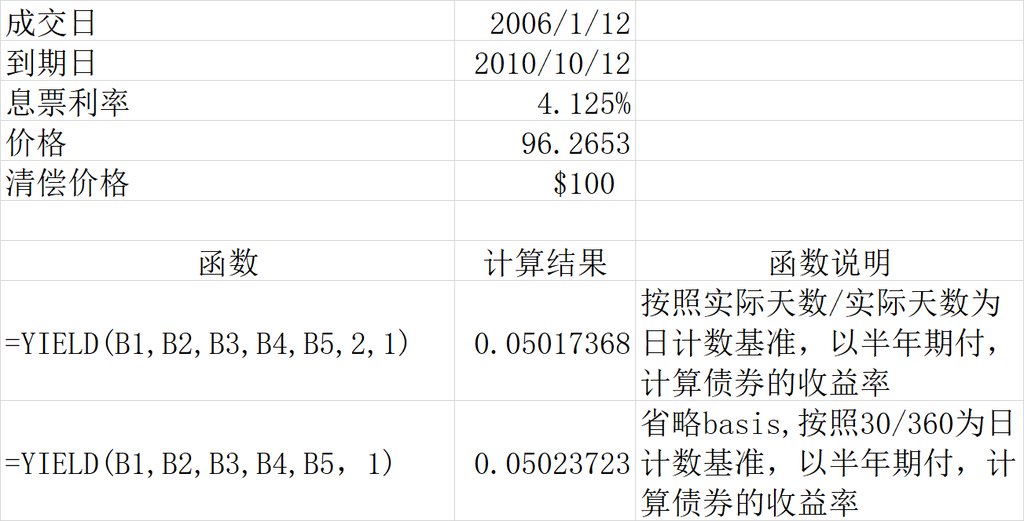 成交日 2006/1/12
到期日 2010/10/12
息票利率 4.125%
价格 96.2653
清偿价格 $100
函数 计算结果 函数说明
=YIELD(B1,B2,B3,B4,B5,2,1) 0.05017368 按照实际天数/实际天数为
日计数基准，以半年期付，
计算债券的收益率
=YIELD(B1,B2,B3,B4,B5，1) 0.05023723 省略basis,按照30/360为日
计数基准，以半年期付，计
算债券的收益率